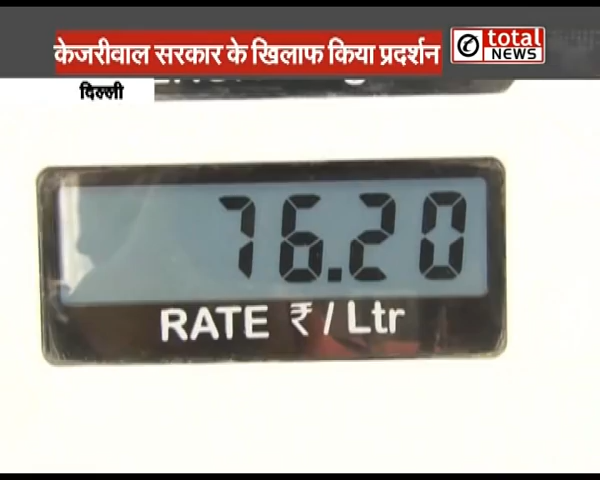 केजरीवाल सरकार के खिलाफ किया प्रदर्शन
total
NEWS
दिल्ली
76.20
RATE ₹ / Ltr